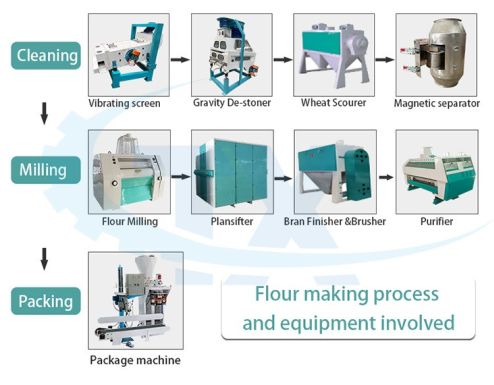 Cleaning
Vibrating screen
Gravity De-stoner
Wheat Scourer
Magnetic separator
Milling
Flour Milling
Plansifter
Bran Finisher &Brusher
Purifier
Packing
Package machine
Flour making process
and equipment involved